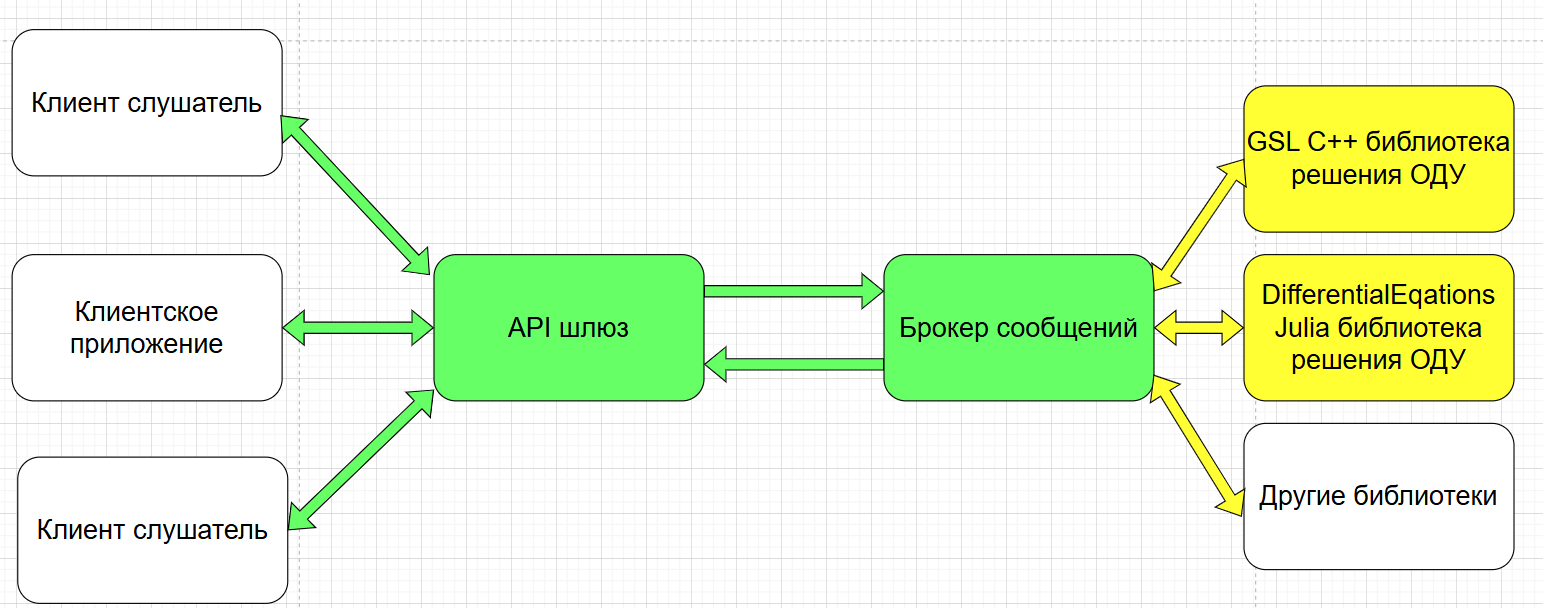 Клиент слушатель
Клиентское
приложение
Клиент слушатель
API шлюз
Брокер сообщений
GSL C++ библиотека
решения ОДУ
DifferentialEqations
Julia библиотека
решения ОДУ
Другие библиотеки